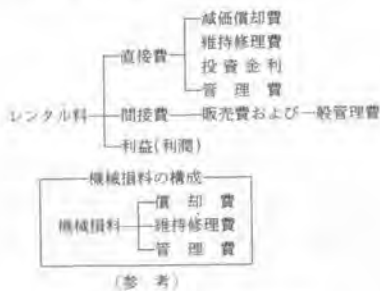 減価償却費
維持修理費
直接費
投資金利
管理費
レンタル料
間接費
販売費および一般管理費
利益(利潤)
機械損料の構成
償却費
機械損料
維持修理費
管理費
(参考)